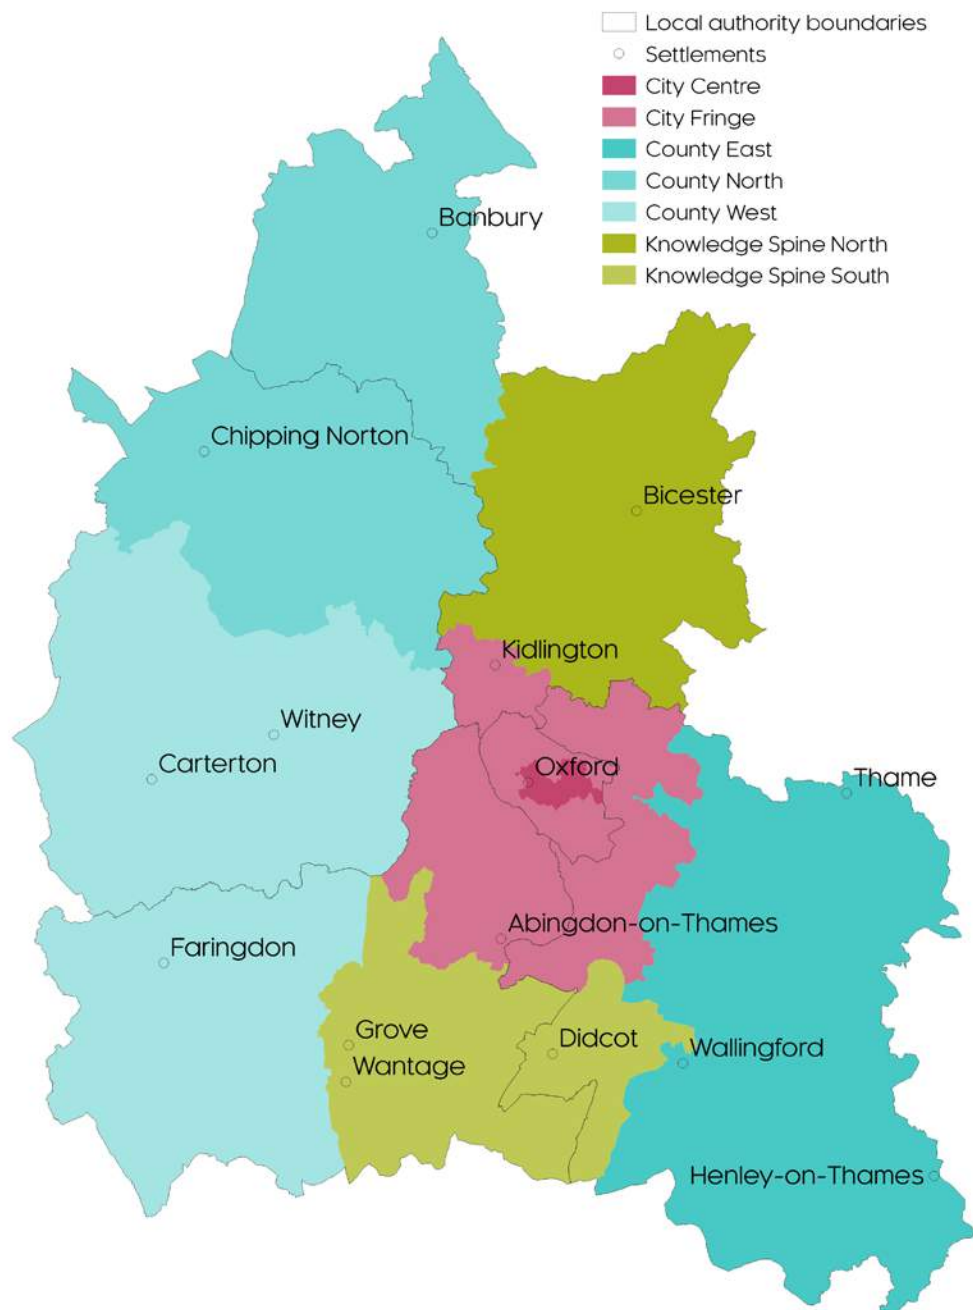 Local authority boundaries
Settlements
City Centre
City Fringe
County East
County North
County West
Knowledge Spine North
Knowledge Spine South
Banbury
Chipping Norton
Bicester
Kidlington
Witney
Carterton
Oxford
Thame
Faringdon
Abingdon-on-Thames
Grove
Wantage
Didcot
Wallingford
Henley-on-Thames